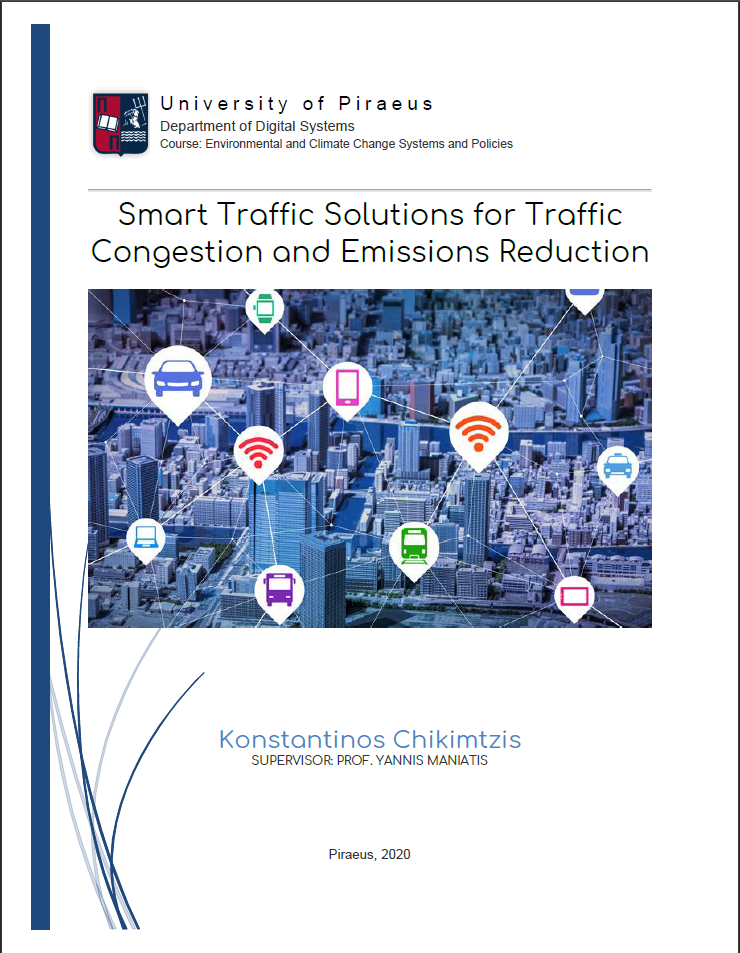 University of Piraeus
Department of Digital Systems
Course: Environmental and Climate Change Systems and Policies
Smart Traffic Solutions for Traffic
Congestion and Emissions Reduction
Konstantinos Chikimtzis
SUPERVISOR: PROF. YANNIS MANIATIS
Piraeus, 2020